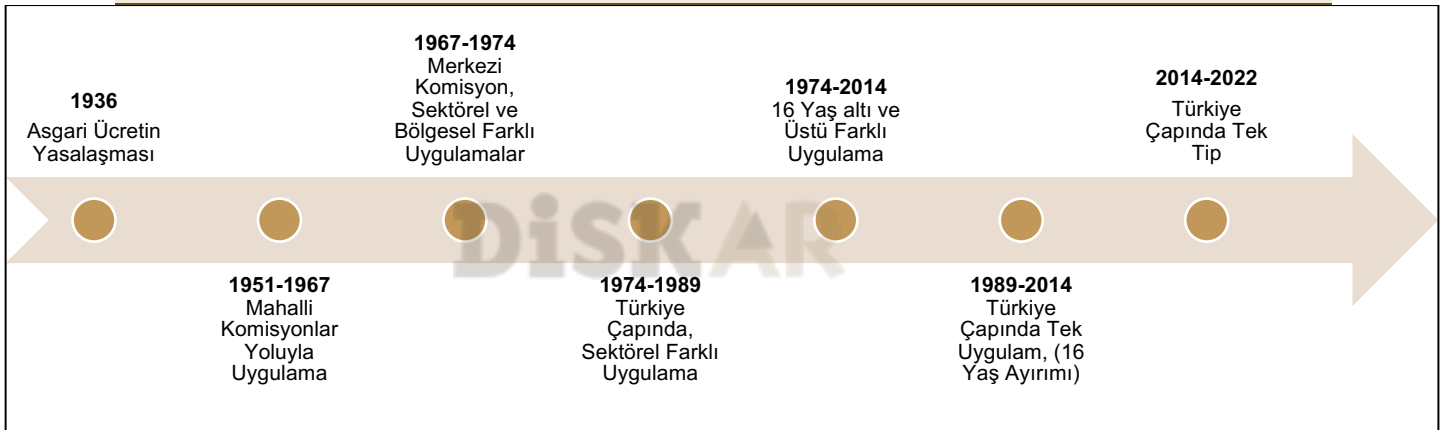 1936
Asgari Ücretin
Yasalaşması
1951-1967
Mahalli
Komisyonlar
Yoluyla
Uygulama
1967-1974
Merkezi
Komisyon,
Sektörel ve
Bölgesel Farklı
Uygulamalar
1974-1989
Türkiye
Çapında,
Sektörel Farklı
Uygulama
1974-2014
16 Yaş altı ve
Üstü Farklı
Uygulama
1989-2014
Türkiye
Çapında Tek
Uygulam, (16
Yaş Ayırımı)
2014-2022
Türkiye
Çapında Tek
Tip
DiSKAR